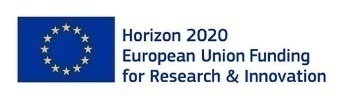 Horizon 2020
European Union Funding
for Research & Innovation